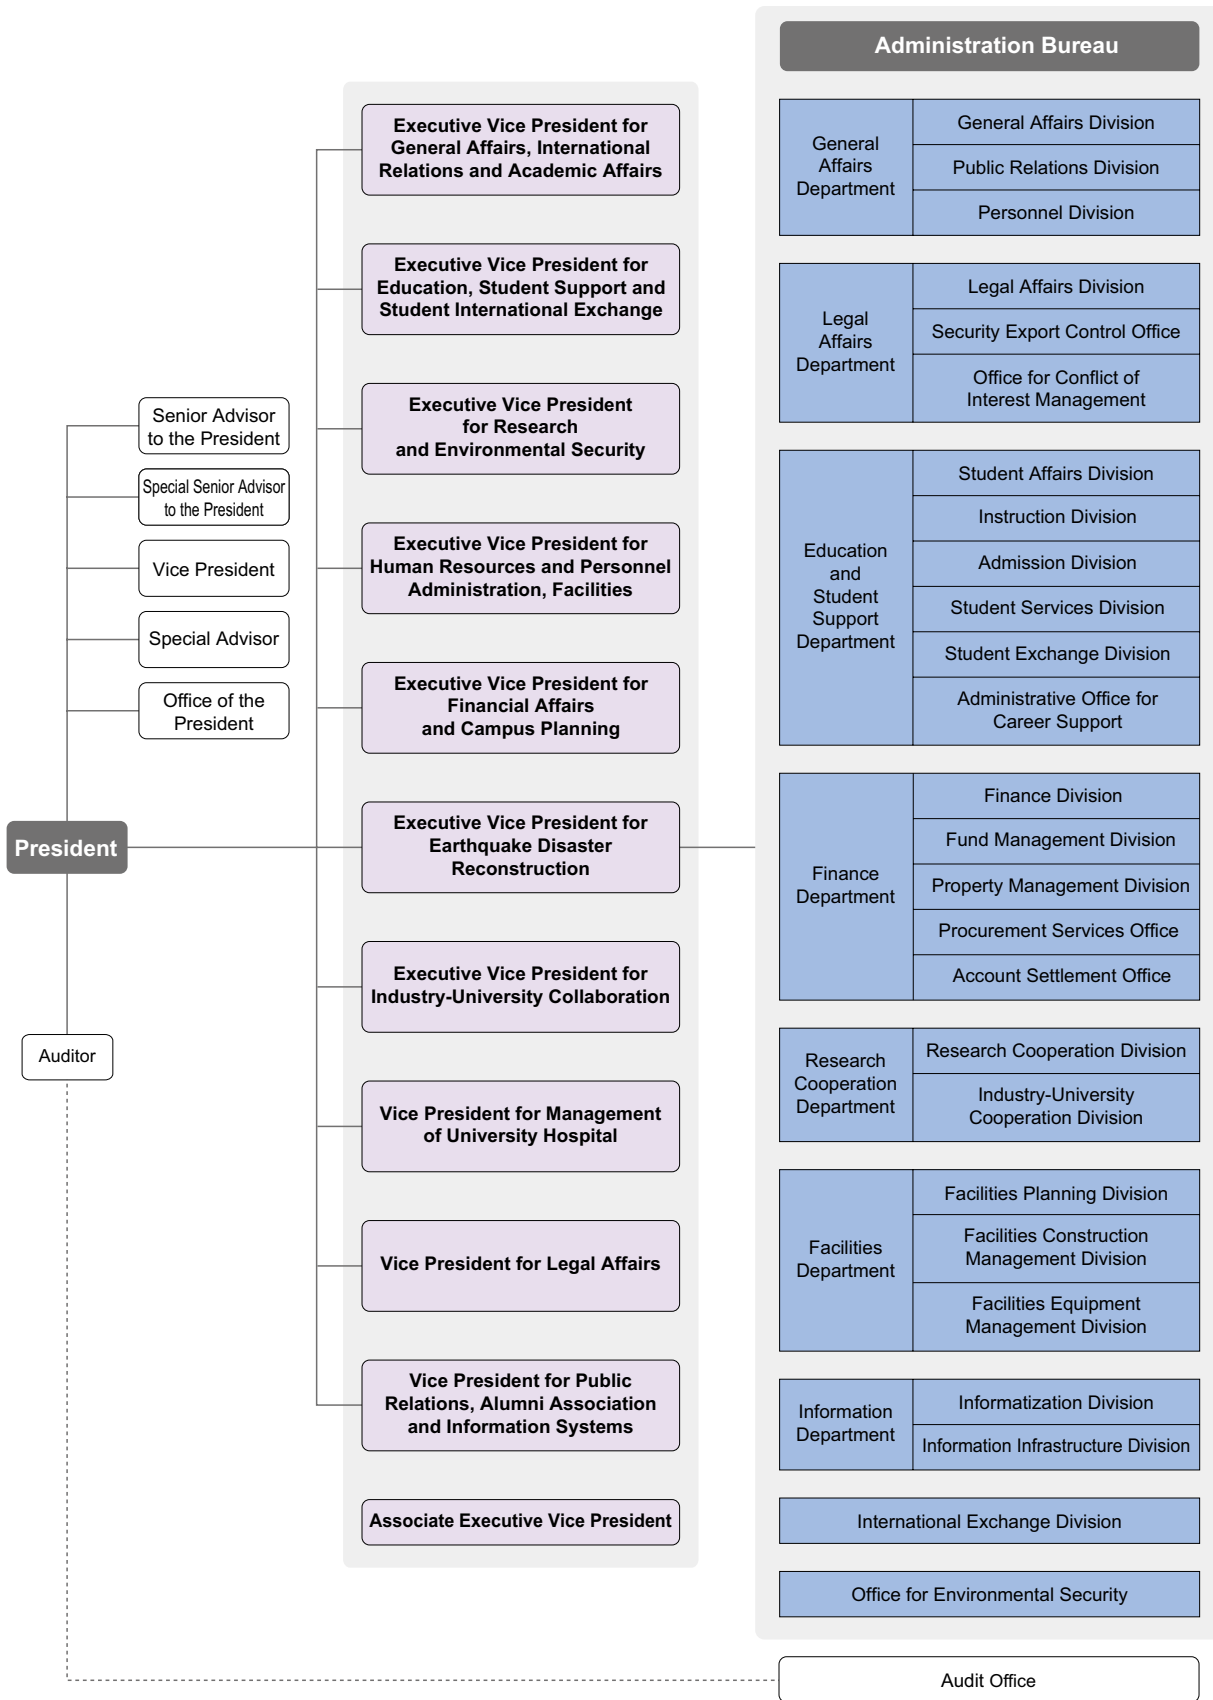 Administration Bureau
Executive Vice President for
General Affairs, International
Relations and Academic Affairs
Executive Vice President for
Education, Student Support and
Student International Exchange
Executive Vice President
for Research
and Environmental Security
Executive Vice President for
Human Resources and Personnel
Administration, Facilities
Executive Vice President for
Financial Affairs
and Campus Planning
Executive Vice President for
Earthquake Disaster
Reconstruction
Executive Vice President for
Industry-University Collaboration
Vice President for Management
of University Hospital
Vice President for Legal Affairs
Vice President for Public
Relations, Alumni Association
and Information Systems
Associate Executive Vice President
Senior Advisor
to the President
Special Senior Advisor
to the President
Vice President
Special Advisor
Office of the
President
President
Auditor
General
Affairs
Department
General Affairs Division
Public Relations Division
Personnel Division
Legal
Affairs
Department
Legal Affairs Division
Security Export Control Office
Office for Conflict of
Interest Management
Education
and
Student
Support
Department
Student Affairs Division
Instruction Division
Admission Division
Student Services Division
Student Exchange Division
Administrative Office for
Career Support
Finance
Department
Finance Division
Fund Management Division
Property Management Division
Procurement Services Office
Account Settlement Office
Research
Cooperation
Department
Research Cooperation Division
Industry-University
Cooperation Division
Facilities
Department
Facilities Planning Division
Facilities Construction
Management Division
Facilities Equipment
Management Division
Information
Department
Informatization Division
Information Infrastructure Division
International Exchange Division
Office for Environmental Security
Audit Office